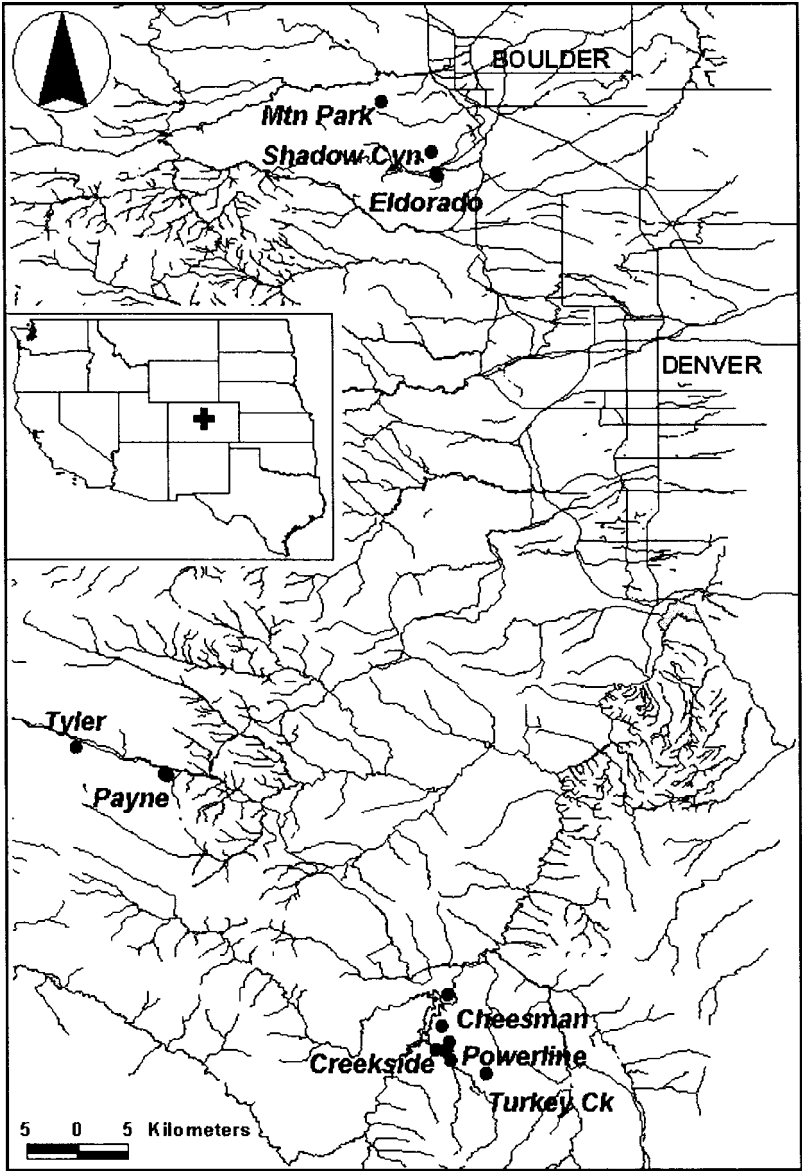 BOULDER
Mtn Park
Shadow Cyn
Eldorado
DENVER
Tyler
Payne
Cheesman
Creekside
Powerline
Turkey Ck
5 0 5 Kilometers